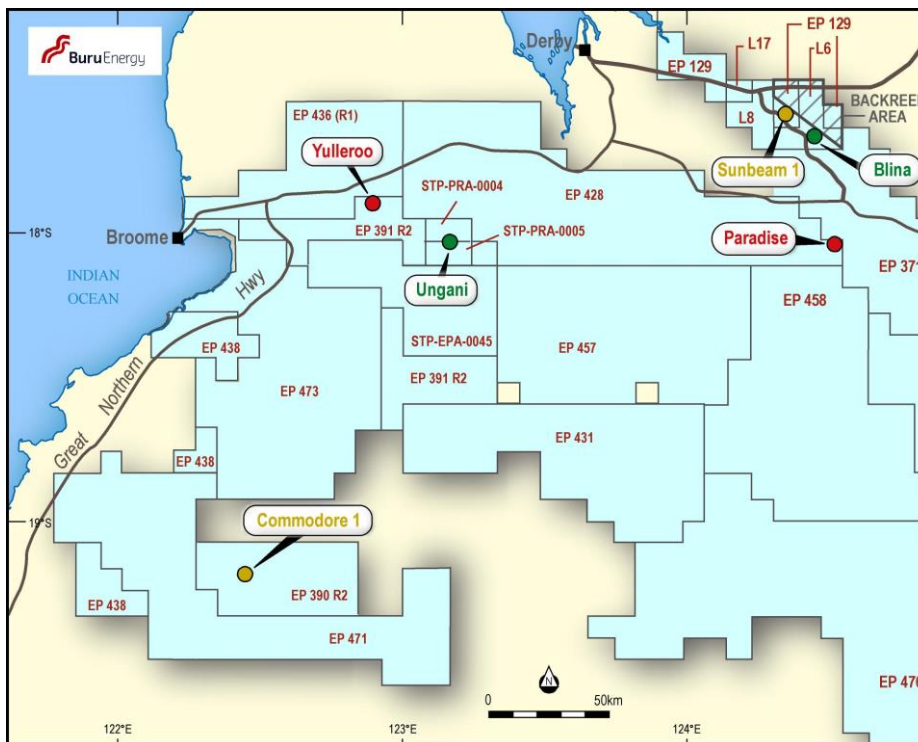 Buru Energy
Derby
EP 129
L17
EP 129
L6
BACKREEF
AREA
L8
EP 436 (R1)
Yulleroo
Sunbeam 1
Blina
STP-PRA-0004
EP 428
18°S
Broome
EP 391 R2
STP-PRA-0005
Paradise
EP 371
INDIAN
OCEAN
Ungani
Hwy
EP 458
EP 438
STP-EPA-0045
EP 457
Northern
EP 473
EP 391 R2
Great
EP 438
EP 431
19°S
Commodore 1
EP 438
EP 390 R2
EP 471
N
EP 476
0
50km
122°E
123°E
124°E